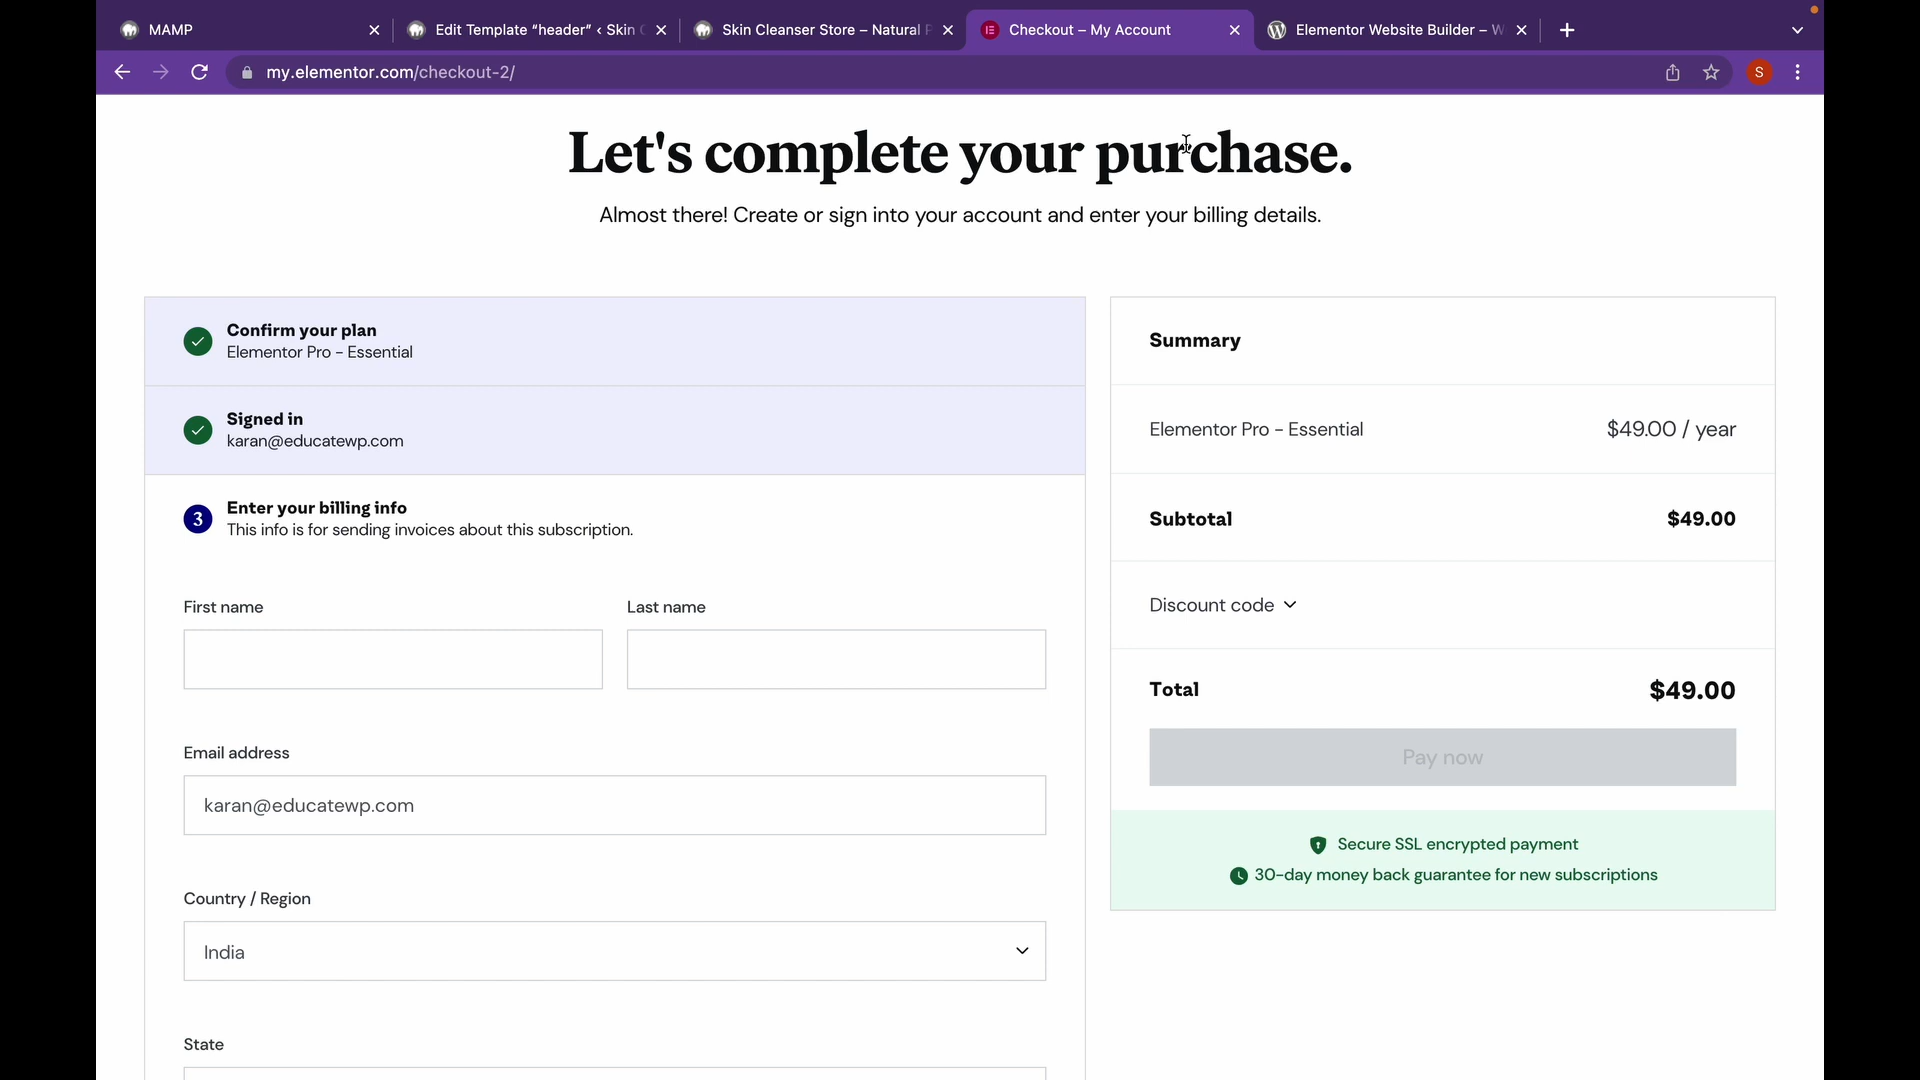 MAMP
Edit Template “header” ‹ Skin
Skin Cleanser Store – Natural
Checkout – My Account
Elementor Website Builder – W
my.elementor.com/checkout-2/
S
Let's complete your purchase.
Almost there! Create or sign into your account and enter your billing details.
Confirm your plan
Elementor Pro - Essential
Signed in
karan@educatewp.com
3
Enter your billing info
This info is for sending invoices about this subscription.
First name
Last name
Email address
karan@educatewp.com
Country / Region
India
State
Summary
Elementor Pro - Essential
$49.00 / year
Subtotal
$49.00
Discount code
Total
$49.00
Pay now
Secure SSL encrypted payment
30-day money back guarantee for new subscriptions